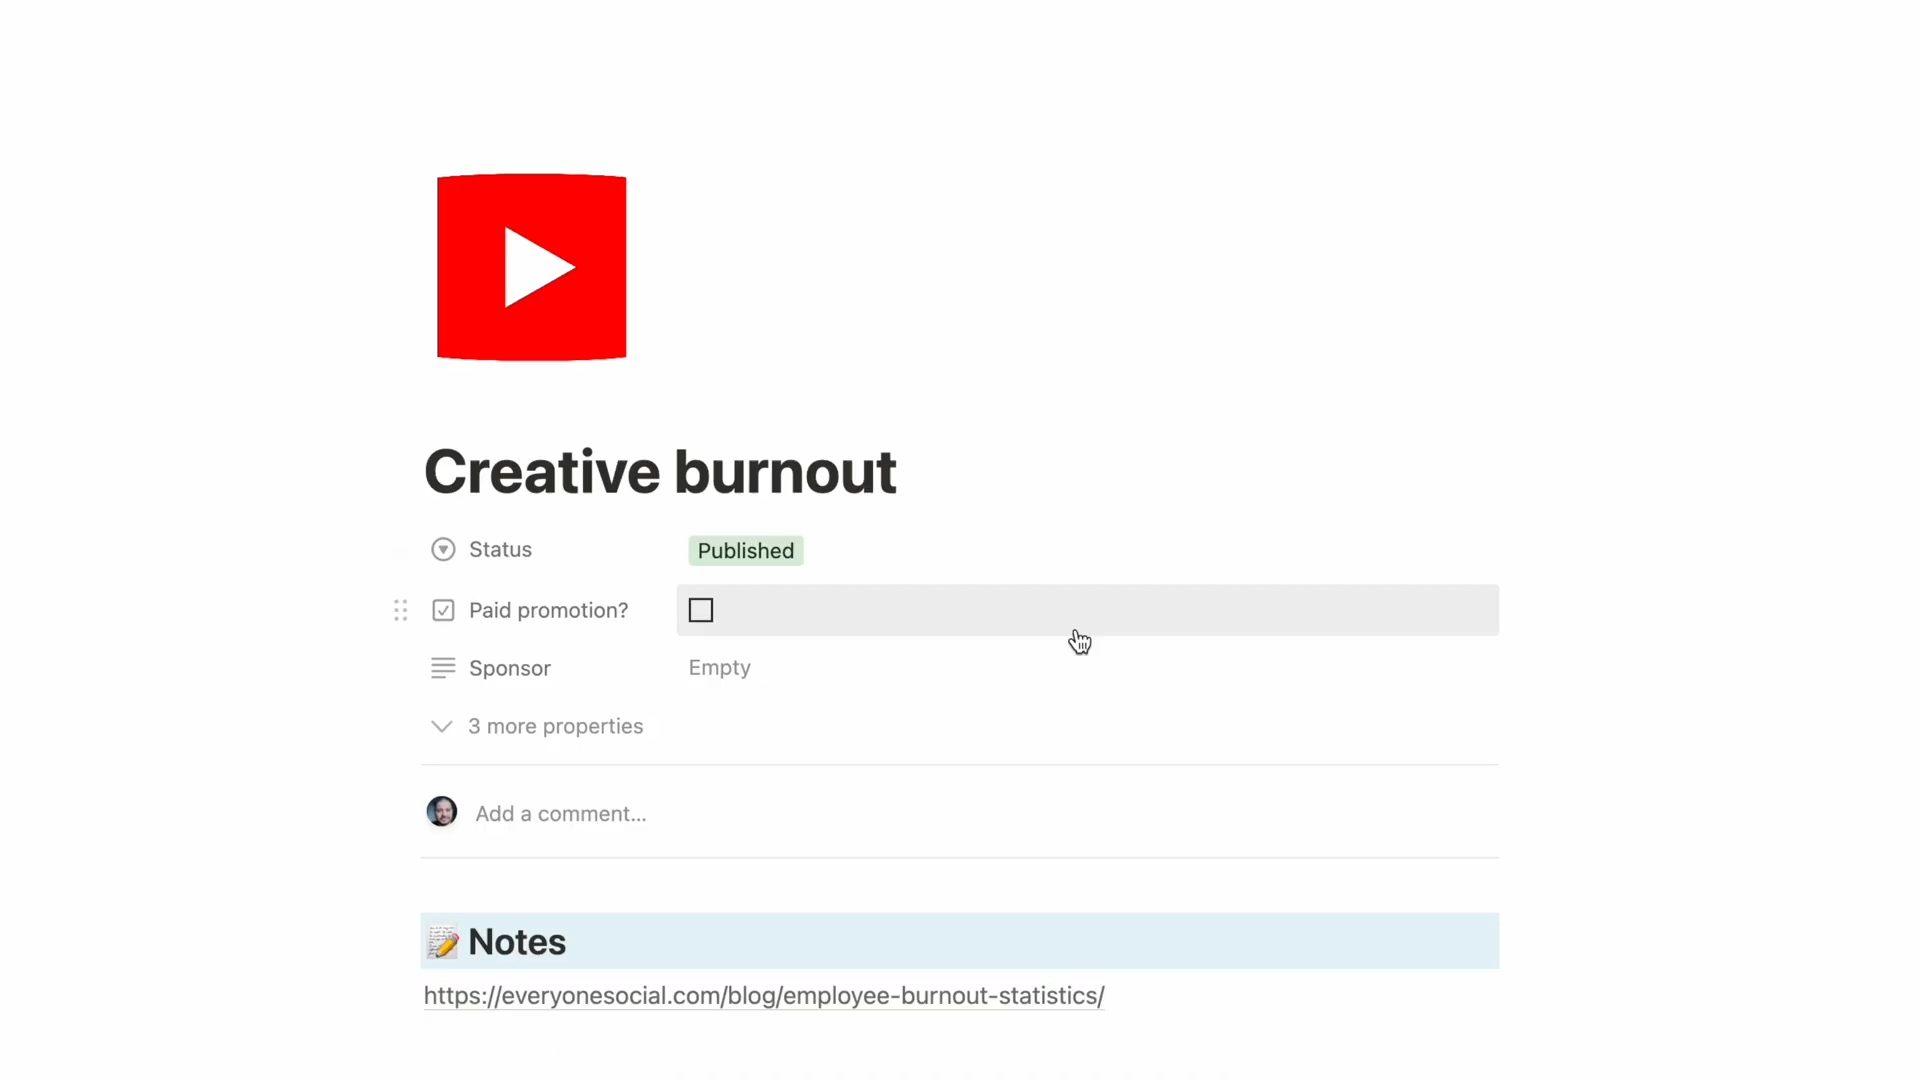 Creative burnout
Status Published
Paid promotion?
Sponsor Empty
3 more properties
Add a comment...
Notes
https://everyonesocial.com/blog/employee-burnout-statistics/